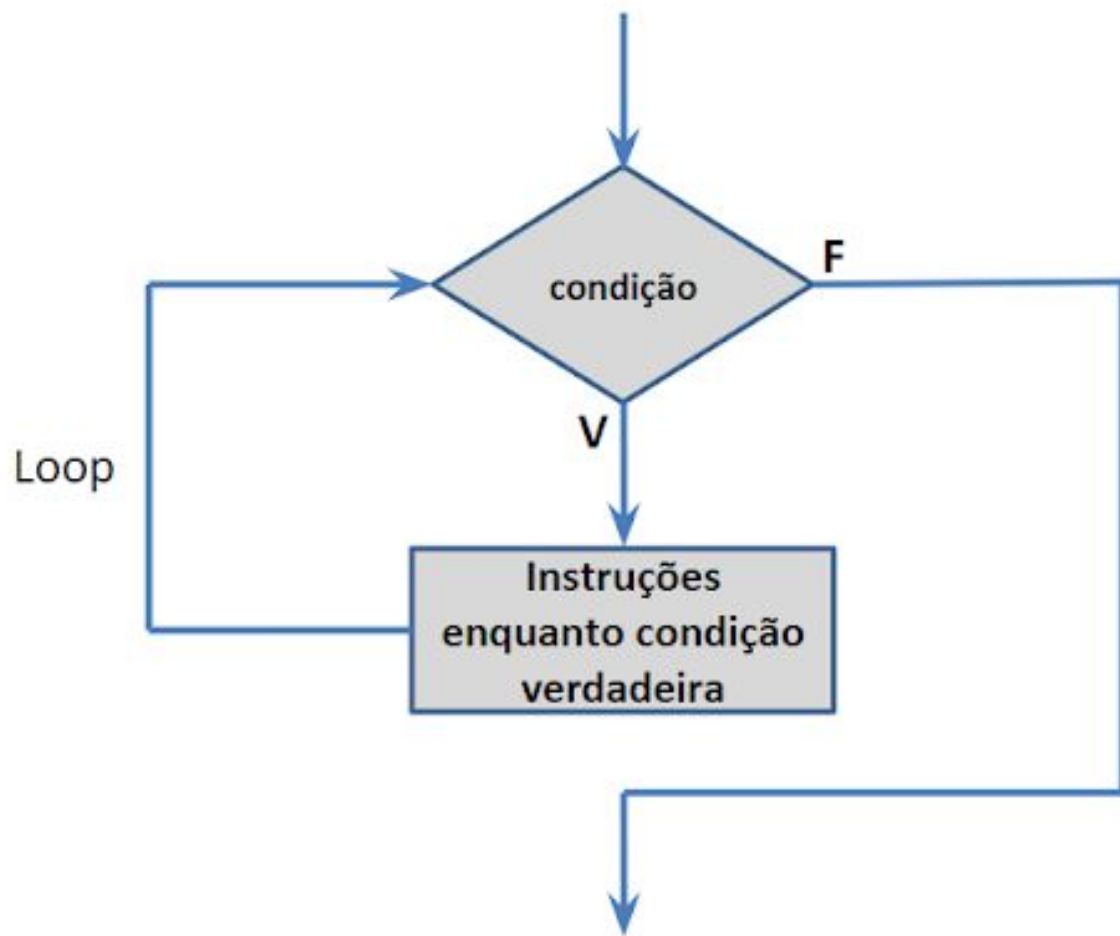 F
condição
V
Loop
Instruções
enquanto condição
verdadeira